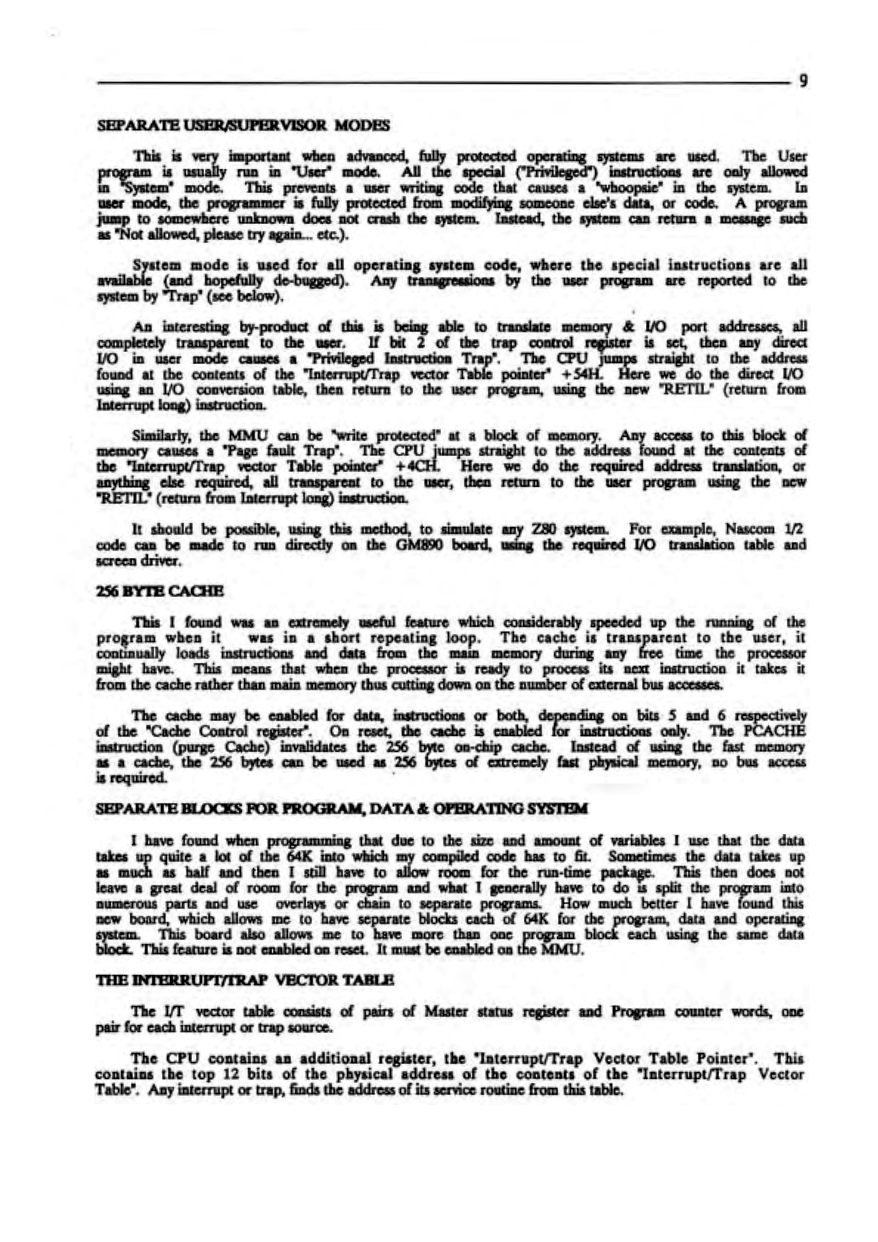 9
SEPARATE USER/SUPERVISOR MODES
This is very important when advanced, fully protected operating systems are used. The User
program is usually run in "User" mode. All the special ("Privileged") instructions are only allowed
in "System" mode. This prevents a user writing code that causes a "whoopsie" in the system. In
user mode, the programmer is fully protected from modifying someone else's data, or code. A program
jump to somewhere unknown does not crash the system. Instead, the system can return a message such
as "Not allowed, please try again... etc.).
System mode is used for all operating system code, where the special instructions are all
available (and hopefully de-bugged). Any transgressions by the user program are reported to the
system by "Trap" (see below).
An interesting by-product of this is being able to translate memory & I/O port addresses, all
completely transparent to the user. If bit 2 of the trap control register is set, then any direct
I/O in user mode causes a "Privileged Instruction Trap". The CPU jumps straight to the address
found at the contents of the "Interrupt/Trap vector Table pointer" +54H. Here we do the direct I/O
using an I/O conversion table, then return to the user program, using the new "RETIL" (return from
Interrupt long) instruction.
Similarly, the MMU can be "write protected" at a block of memory. Any access to this block of
memory causes a "Page fault Trap". The CPU jumps straight to the address found at the contents of
the "Interrupt/Trap vector Table pointer" +4CH. Here we do the required address translation, or
anything else required, all transparent to the user, then return to the user program using the new
"RETIL" (return from Interrupt long) instruction.
It should be possible, using this method, to simulate any Z80 system. For example, Nascom 1/2
code can be made to run directly on the GM890 board, using the required I/O translation table and
screen driver.
256 BYTE CACHE
This I found was an extremely useful feature which considerably speeded up the running of the
program when it was in a short repeating loop. The cache is transparent to the user, it
continually loads instructions and data from the main memory during any free time the processor
might have. This means that when the processor is ready to process its next instruction it takes it
from the cache rather than main memory thus cutting down on the number of external bus accesses.
The cache may be enabled for data, instructions or both, depending on bits 5 and 6 respectively
of the "Cache Control register". On reset, the cache is enabled for instructions only. The PCACHE
instruction (purge Cache) invalidates the 256 byte on-chip cache. Instead of using the fast memory
as a cache, the 256 bytes can be used as 256 bytes of extremely fast physical memory, no bus access
is required.
SEPARATE BLOCKS FOR PROGRAM, DATA & OPERATING SYSTEM
I have found when programming that due to the size and amount of variables I use that the data
takes up quite a lot of the 64K into which my compiled code has to fit. Sometimes the data takes up
as much as half and then I still have to allow room for the run-time package. This then does not
leave a great deal of room for the program and what I generally have to do is split the program into
numerous parts and use overlays or chain to separate programs. How much better I have found this
new board, which allows me to have separate blocks each of 64K for the program, data and operating
system. This board also allows me to have more than one program block each using the same data
block. This feature is not enabled on reset. It must be enabled on the MMU.
THE INTERRUPT/TRAP VECTOR TABLE
The I/T vector table consists of pairs of Master status register and Program counter words, one
pair for each interrupt or trap source.
The CPU contains an additional register, the "Interrupt/Trap Vector Table Pointer". This
contains the top 12 bits of the physical address of the contents of the "Interrupt/Trap Vector
Table". Any interrupt or trap, finds the address of its service routine from this table.